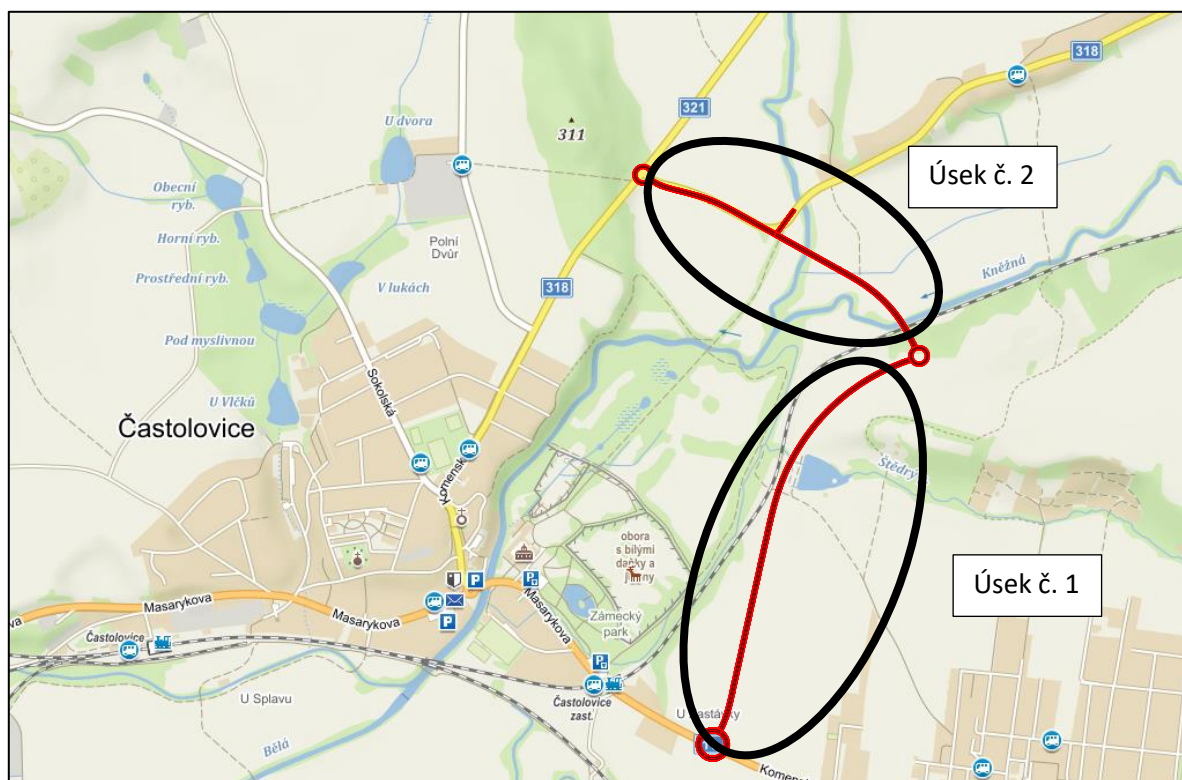 318
321
311
U dvora
Úsek č. 2
Obecní
ryb.
Horní ryb.
Polní
Dvůr
Prostřední ryb.
V lukách
318
Kněžná
Pod myslivnou
Sokolská
U Vlčků
Častolovice
Komensk
Štědrý
obora
s bílými
daňky a
Úsek č. 1
Masarykova
Masarykova
P
P
Masarykova
Zámecký
park
P
Častolovice
P
U Splavu
Častolovice
zast.
Bělá
Komensk